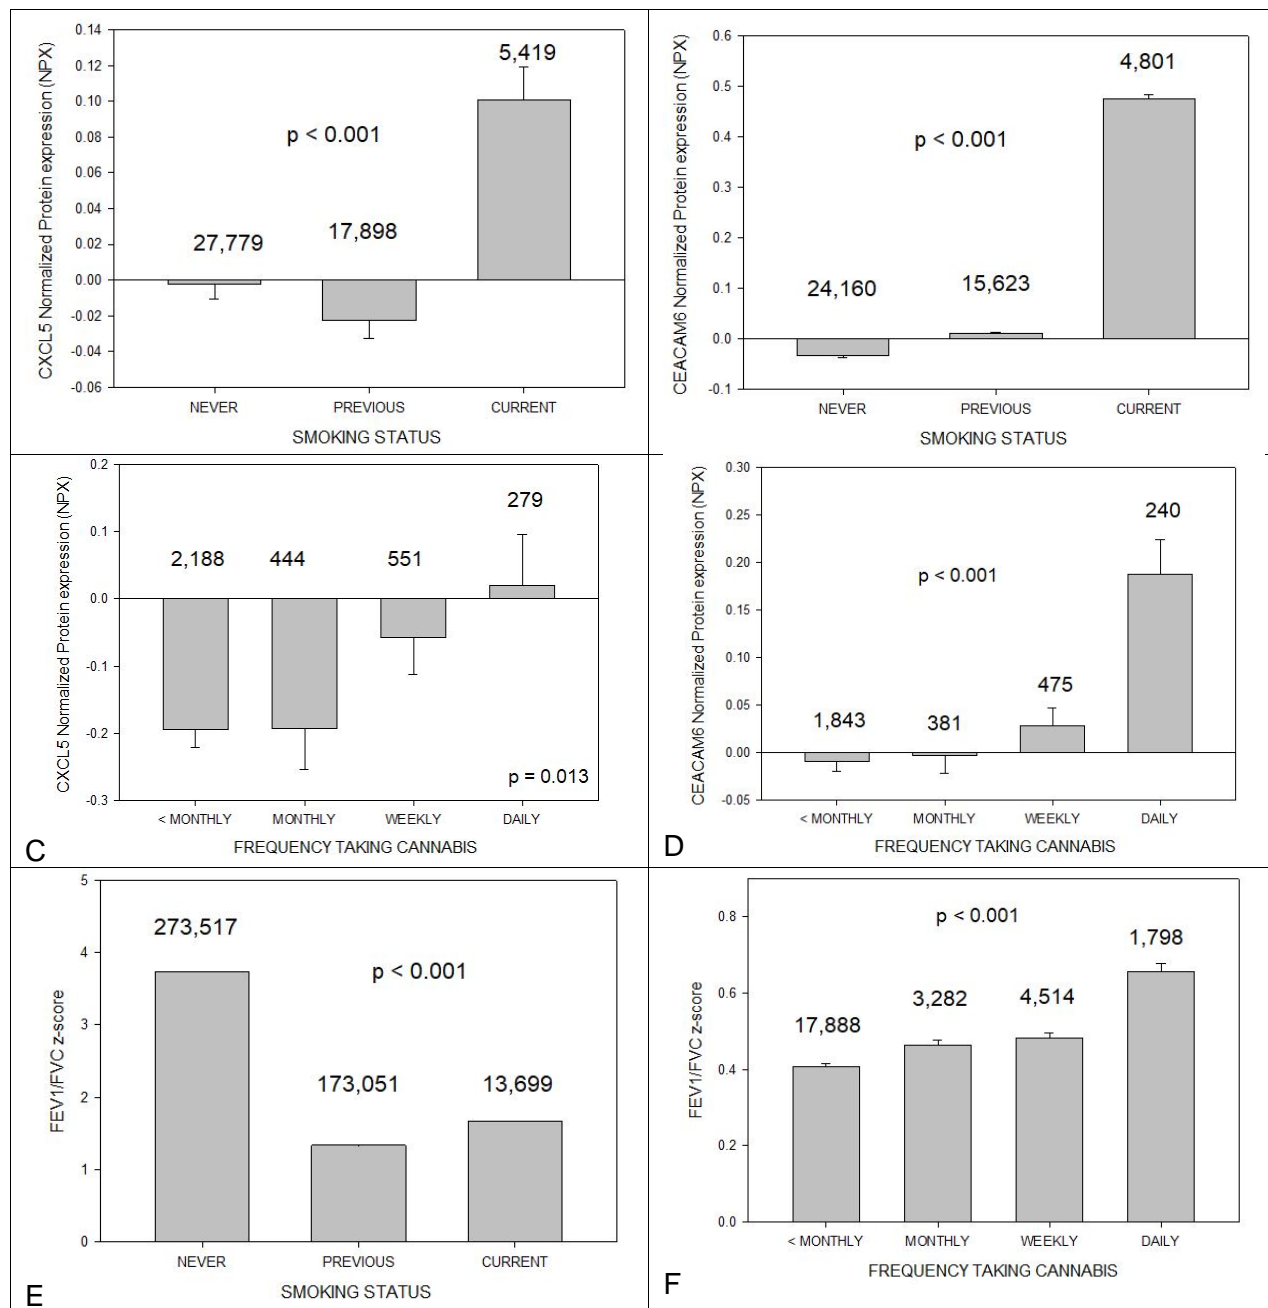 CXCL5 Normalized Protein expression (NPX)
0.14
0.12
0.10
0.08
0.06
0.04
0.02
0.00
-0.02
-0.04
-0.06
5,419
p < 0.001
27,779
17,898
NEVER PREVIOUS CURRENT
SMOKING STATUS
CEACAM6 Normalized Protein expression (NPX)
0.6
0.5
0.4
0.3
0.2
0.1
0.0
-0.1
4,801
p < 0.001
24,160
15,623
NEVER PREVIOUS CURRENT
SMOKING STATUS
CXCL5 Normalized Protein expression (NPX)
0.2
0.1
0.0
-0.1
-0.2
-0.3
279
2,188 444 551
p = 0.013
< MONTHLY MONTHLY WEEKLY DAILY
FREQUENCY TAKING CANNABIS
C
CEACAM6 Normalized Protein expression (NPX)
0.30
0.25
0.20
0.15
0.10
0.05
0.00
-0.05
240
p < 0.001
475
1,843 381
< MONTHLY MONTHLY WEEKLY DAILY
FREQUENCY TAKING CANNABIS
D
FEV1/FVC z-score
5
4
3
2
1
0
273,517
p < 0.001
173,051 13,699
NEVER PREVIOUS CURRENT
SMOKING STATUS
E
FEV1/FVC z-score
0.8
0.6
0.4
0.2
0.0
p < 0.001
1,798
3,282 4,514
17,888
< MONTHLY MONTHLY WEEKLY DAILY
FREQUENCY TAKING CANNABIS
F